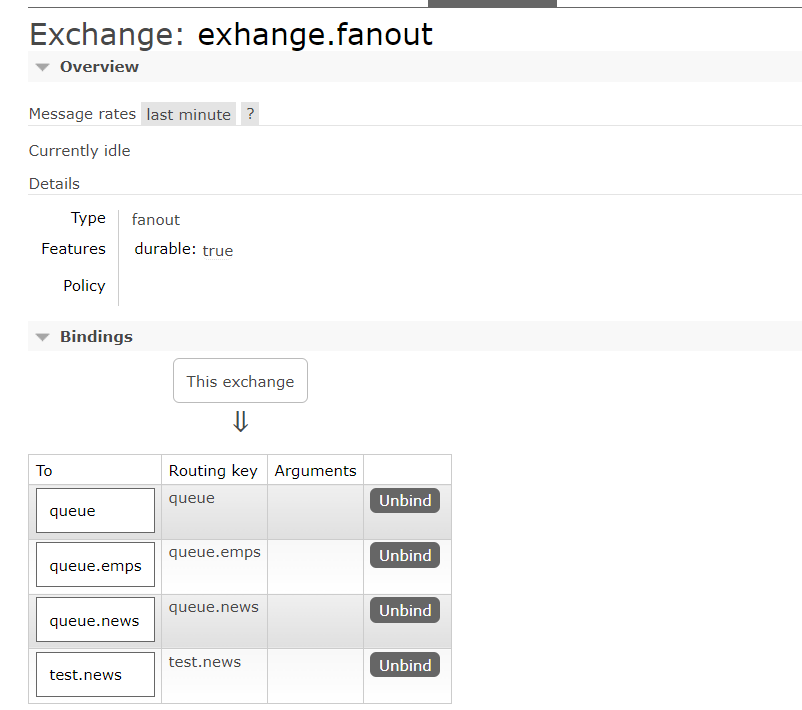 Exchange: exhange.fanout
Overview
Message rates last minute ?
Currently idle
Details
Type fanout
Features durable: true
Policy
Bindings
This exchange
⇓
To Routing key Arguments
queue queue Unbind
queue.emps queue.emps Unbind
queue.news queue.news Unbind
test.news test.news Unbind